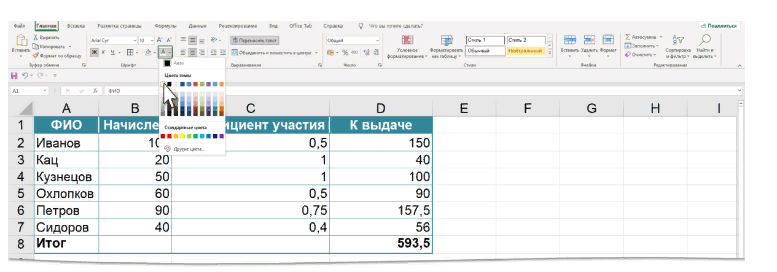 Файл Главная Вставка Разметка страницы Формулы Данные Рецензирование Вид Office Tab Справка Что вы хотите сделать? Поделиться
Вставить Вырезать Копировать Формат по образцу
Arial Cyr 10 Ж К Ч
Авто
Цвета темы
Стандартные цвета
Другие цвета...
Перенести текст
Объединить и поместить в центре
Общий
Условное форматирование Форматировать как таблицу
Стиль 1 Стиль 2
Обычный Нейтральный
Вставить Удалить Формат
Автосумма
Заполнить
Очистить
Сортировка и фильтр Найти и выделить
Буфер обмена Шрифт Выравнивание Число Стили Ячейки Редактирование
A1 ФИО
A B C D E F G H I
1 ФИО Начисле циент участия К выдаче
2 Иванов 10 0,5 150
3 Кац 20 1 40
4 Кузнецов 50 1 100
5 Охлопков 60 0,5 90
6 Петров 90 0,75 157,5
7 Сидоров 40 0,4 56
8 Итог 593,5